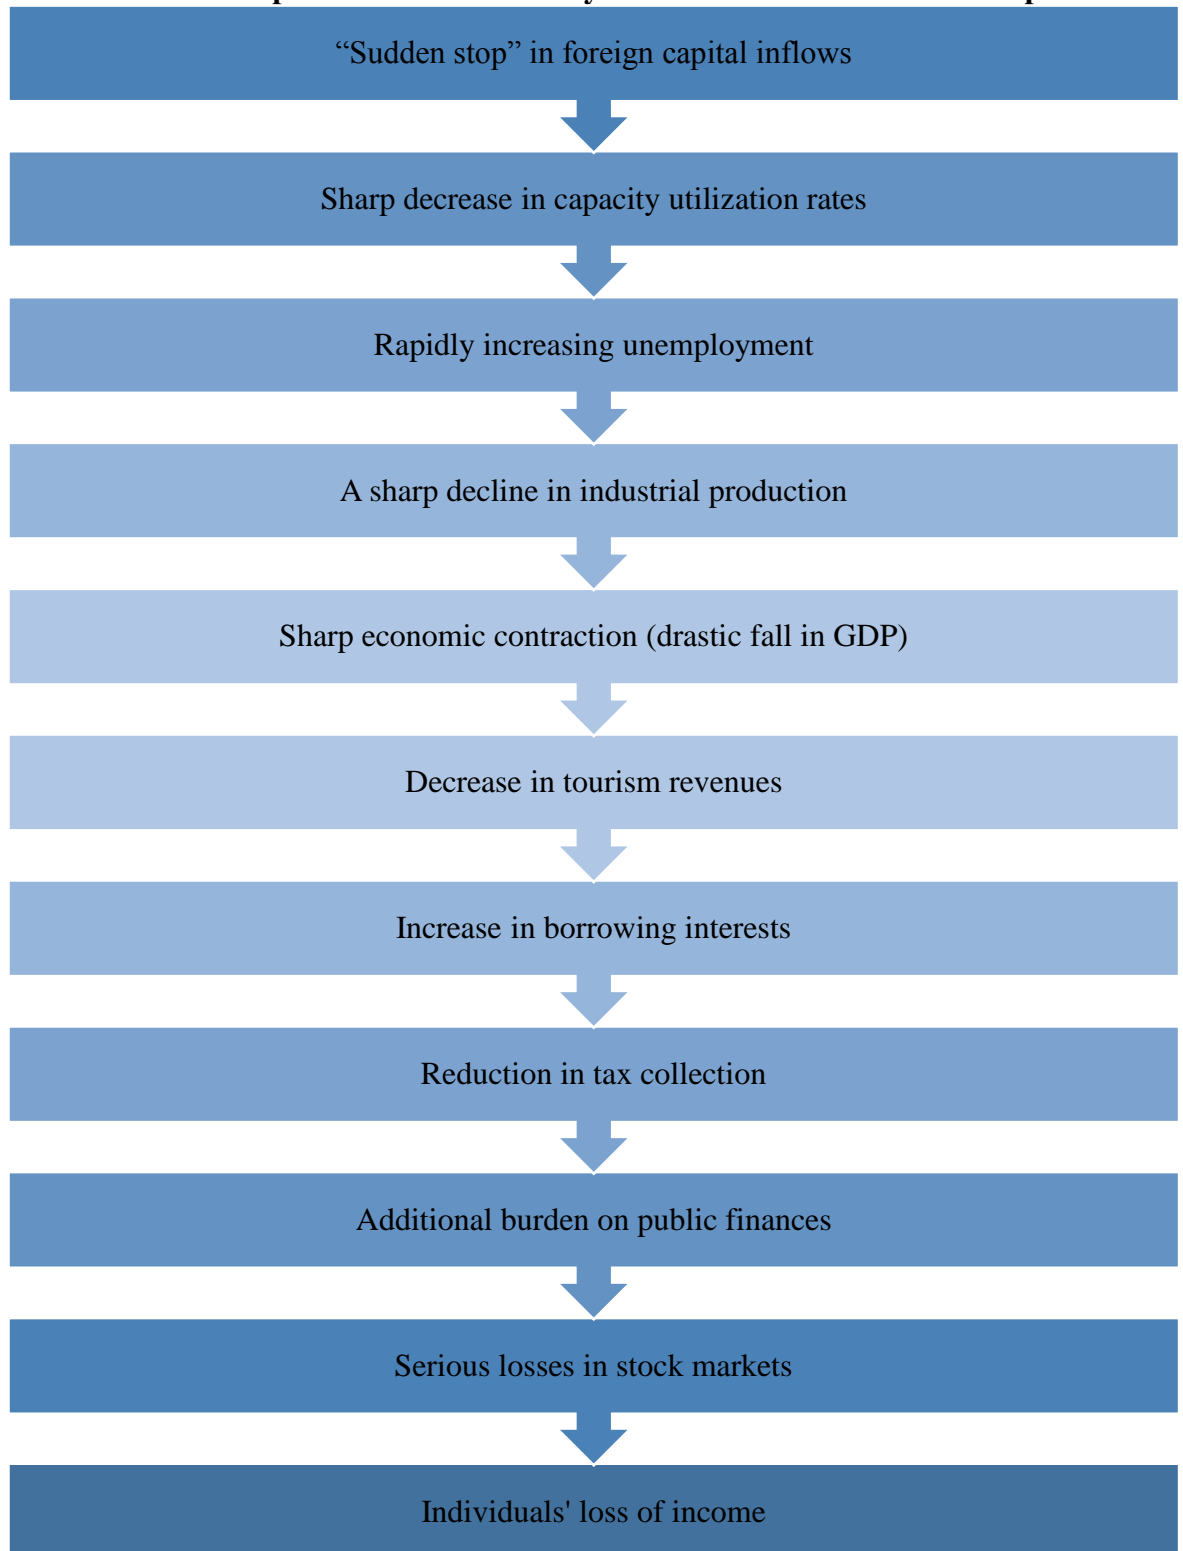 “Sudden stop” in foreign capital inflows
Sharp decrease in capacity utilization rates
Rapidly increasing unemployment
A sharp decline in industrial production
Sharp economic contraction (drastic fall in GDP)
Decrease in tourism revenues
Increase in borrowing interests
Reduction in tax collection
Additional burden on public finances
Serious losses in stock markets
Individuals' loss of income